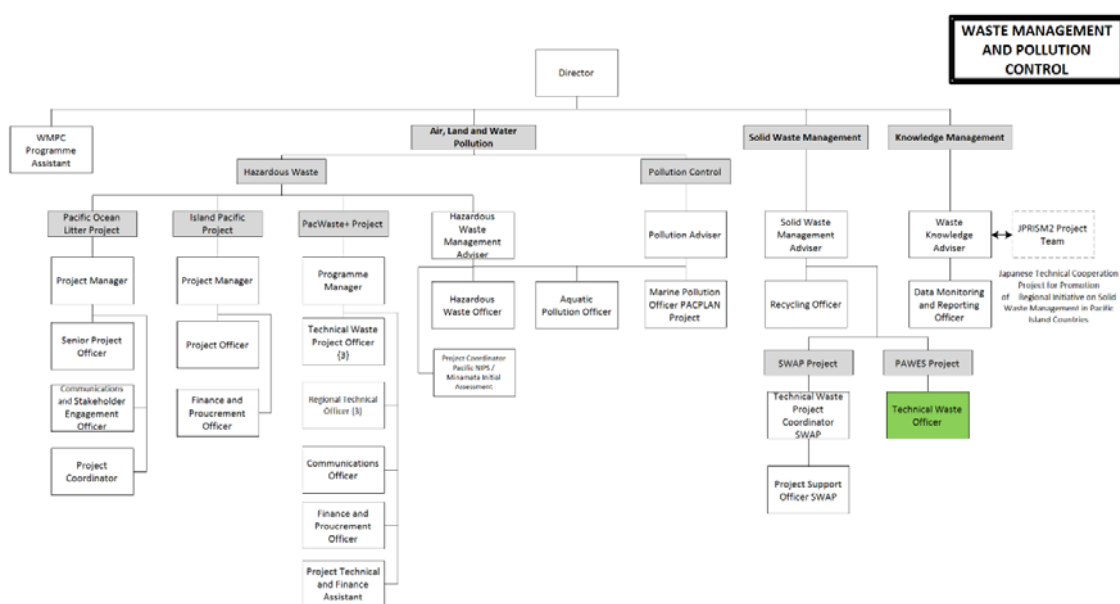 WASTE MANAGEMENT
AND POLLUTION
CONTROL
Director
WMPC
Programme
Assistant
Air, Land and Water
Pollution
Solid Waste Management
Knowledge Management
Hazardous Waste
Pollution Control
Pacific Ocean
Litter Project
Island Pacific
Project
PacWaste+ Project
Hazardous
Waste
Management
Adviser
Pollution Adviser
Solid Waste
Management
Adviser
Waste
Knowledge
Adviser
JPRISM2 Project
Team
Project Manager
Project Manager
Programme
Manager
Hazardous
Waste Officer
Aquatic
Pollution Officer
Marine Pollution
Officer PACPLAN
Project
Recycling Officer
Data Monitoring
and Reporting
Officer
Japanese Technical Cooperation
Project for Promotion
of Regional Initiative on Solid
Waste Management in Pacific
Island Countries
Senior Project
Officer
Project Officer
Technical Waste
Project Officer
(3)
Project Coordinator
Pacific NIPS /
Minamata Initial
Assessment
SWAP Project
PAWES Project
Communications
and Stakeholder
Engagement
Officer
Finance and
Proucrement
Officer
Regional Technical
Officer (3)
Technical Waste
Project
Coordinator
SWAP
Technical Waste
Officer
Project
Coordinator
Communications
Officer
Project Support
Officer SWAP
Finance and
Proucrement
Officer
Project Technical
and Finance
Assistant